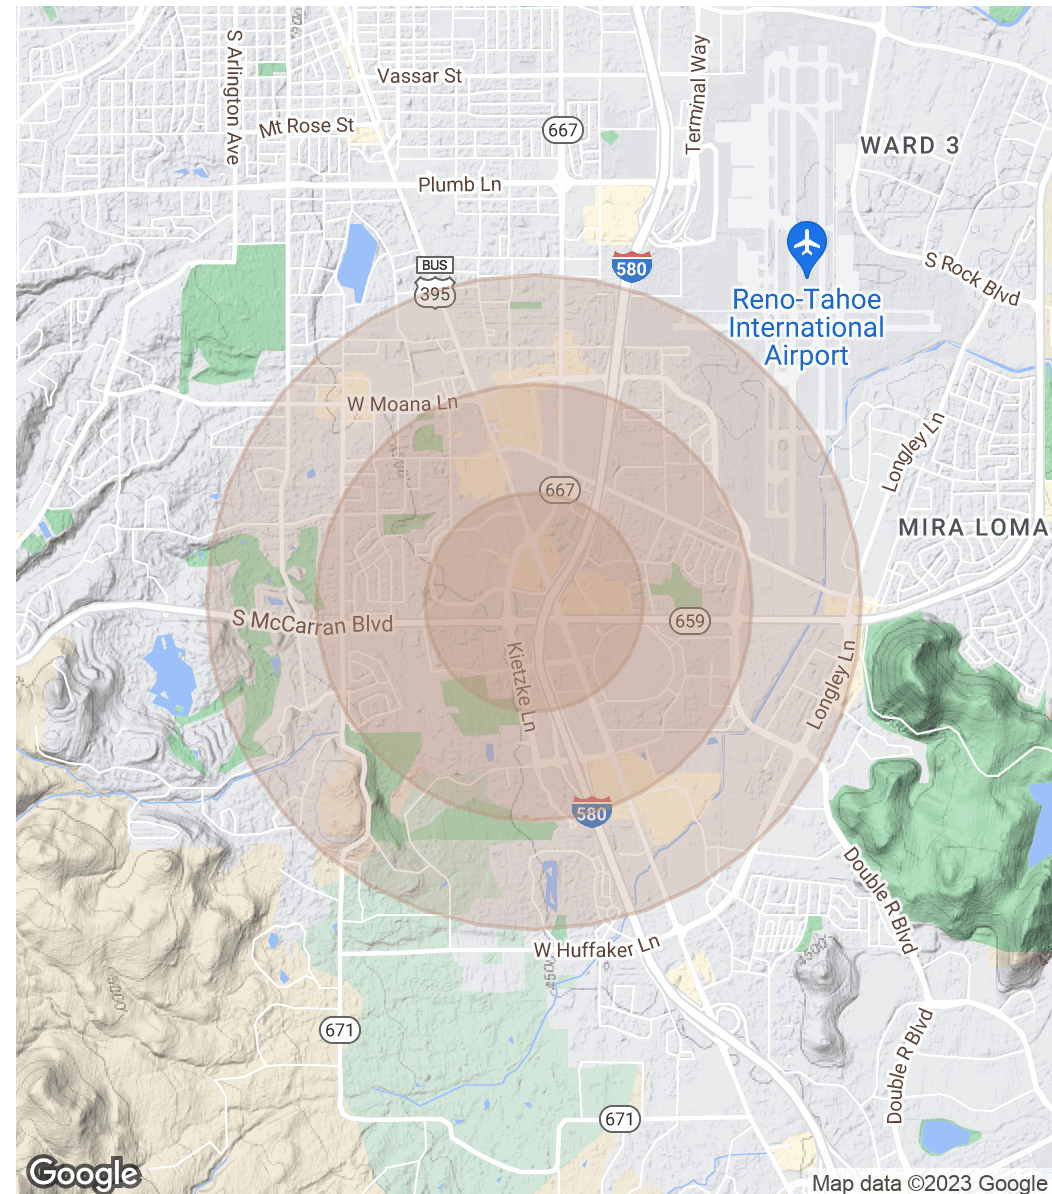 S Arlington Ave
Vassar St
Terminal Way
Mt Rose St
667
WARD 3
Plumb Ln
BUS
395
580
S Rock Blvd
Reno-Tahoe
International
Airport
W Moana Ln
Longley Ln
667
MIRA LOMA
S McCarran Blvd
659
Kietzke Ln
Longley Ln
580
Double R Blvd
W Huffaker Ln
4500
671
Double R Blvd
671
Google
Map data ©2023 Google